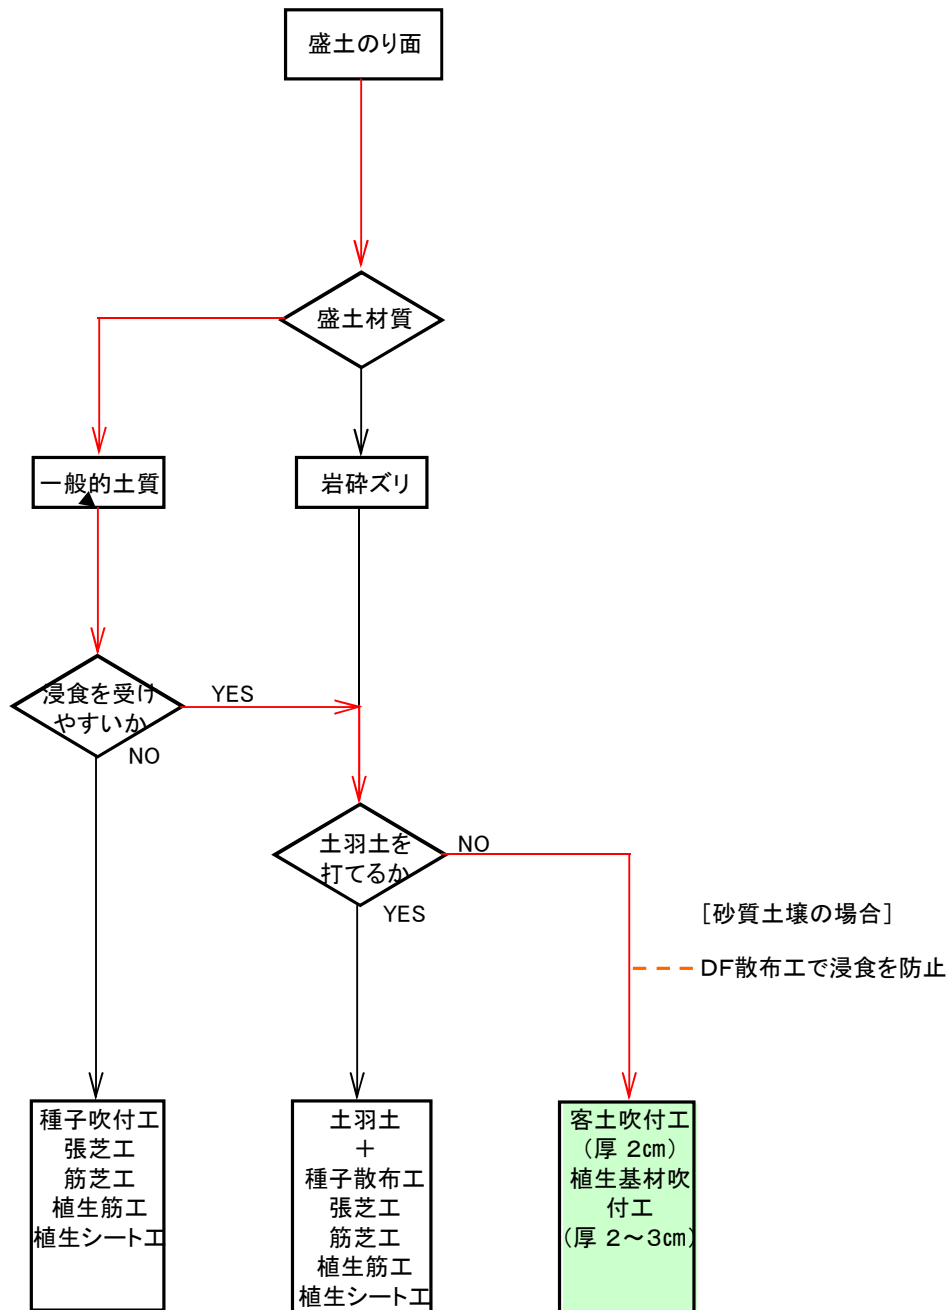 盛土のり面
盛土材質
一般的土質
岩砕ズリ
浸食を受け
やすいか
YES
NO
土羽土を
打てるか
NO
YES
[砂質土壌の場合]
DF散布工で浸食を防止
種子吹付工
張芝工
筋芝工
植生筋工
植生シート工
土羽土
+
種子散布工
張芝工
筋芝工
植生筋工
植生シート工
客土吹付工
(厚 2㎝)
植生基材吹
付工
(厚 2～3㎝)